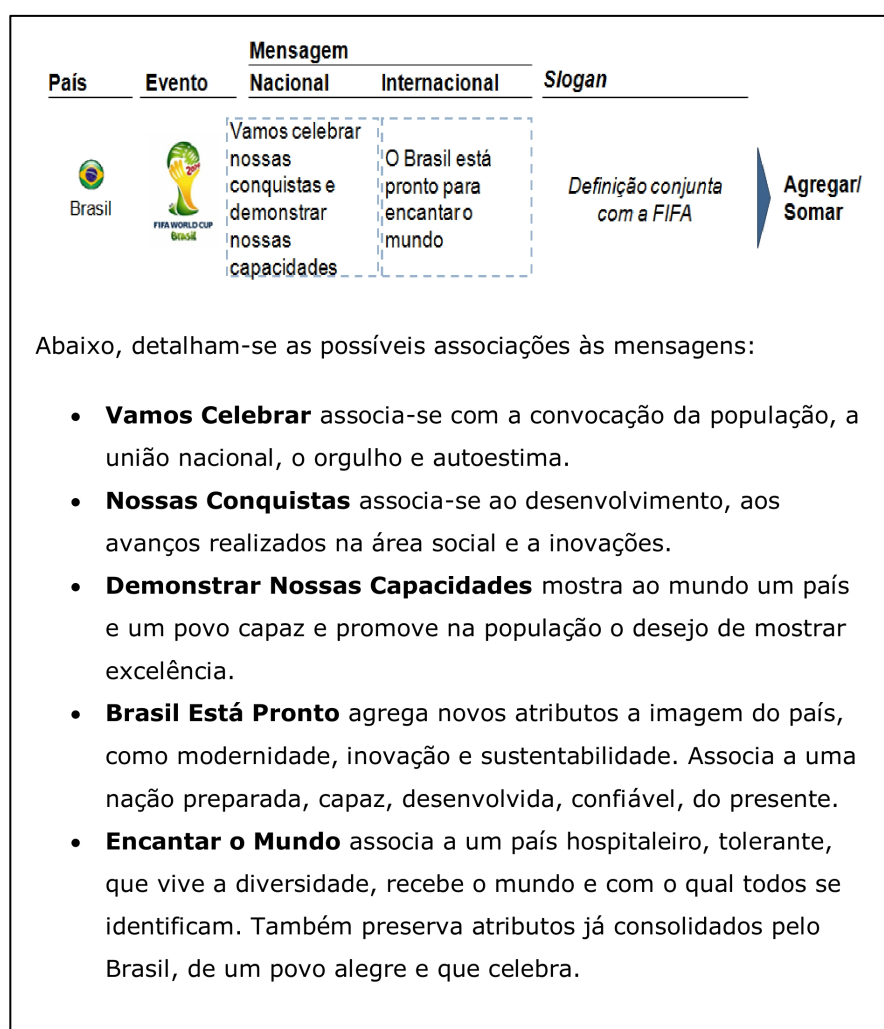 Mensagem
País Evento Nacional Internacional Slogan
Vamos celebrar
nossas
conquistas e
demonstrar
nossas
capacidades
O Brasil está
pronto para
encantar o
mundo
Brasil
2014
FIFA WORLD CUP
Brasil
Definição conjunta
com a FIFA
Agregar/
Somar
Abaixo, detalham-se as possíveis associações às mensagens:
• Vamos Celebrar associa-se com a convocação da população, a
união nacional, o orgulho e autoestima.
• Nossas Conquistas associa-se ao desenvolvimento, aos
avanços realizados na área social e a inovações.
• Demonstrar Nossas Capacidades mostra ao mundo um país
e um povo capaz e promove na população o desejo de mostrar
excelência.
• Brasil Está Pronto agrega novos atributos a imagem do país,
como modernidade, inovação e sustentabilidade. Associa a uma
nação preparada, capaz, desenvolvida, confiável, do presente.
• Encantar o Mundo associa a um país hospitaleiro, tolerante,
que vive a diversidade, recebe o mundo e com o qual todos se
identificam. Também preserva atributos já consolidados pelo
Brasil, de um povo alegre e que celebra.